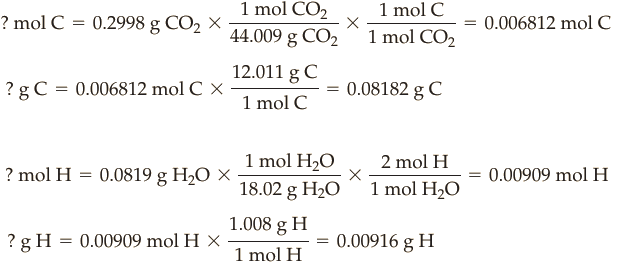 ? mol C = 0.2998 g CO₂ × 1 mol CO₂ / 44.009 g CO₂ × 1 mol C / 1 mol CO₂ = 0.006812 mol C
? g C = 0.006812 mol C × 12.011 g C / 1 mol C = 0.08182 g C
? mol H = 0.0819 g H₂O × 1 mol H₂O / 18.02 g H₂O × 2 mol H / 1 mol H₂O = 0.00909 mol H
? g H = 0.00909 mol H × 1.008 g H / 1 mol H = 0.00916 g H